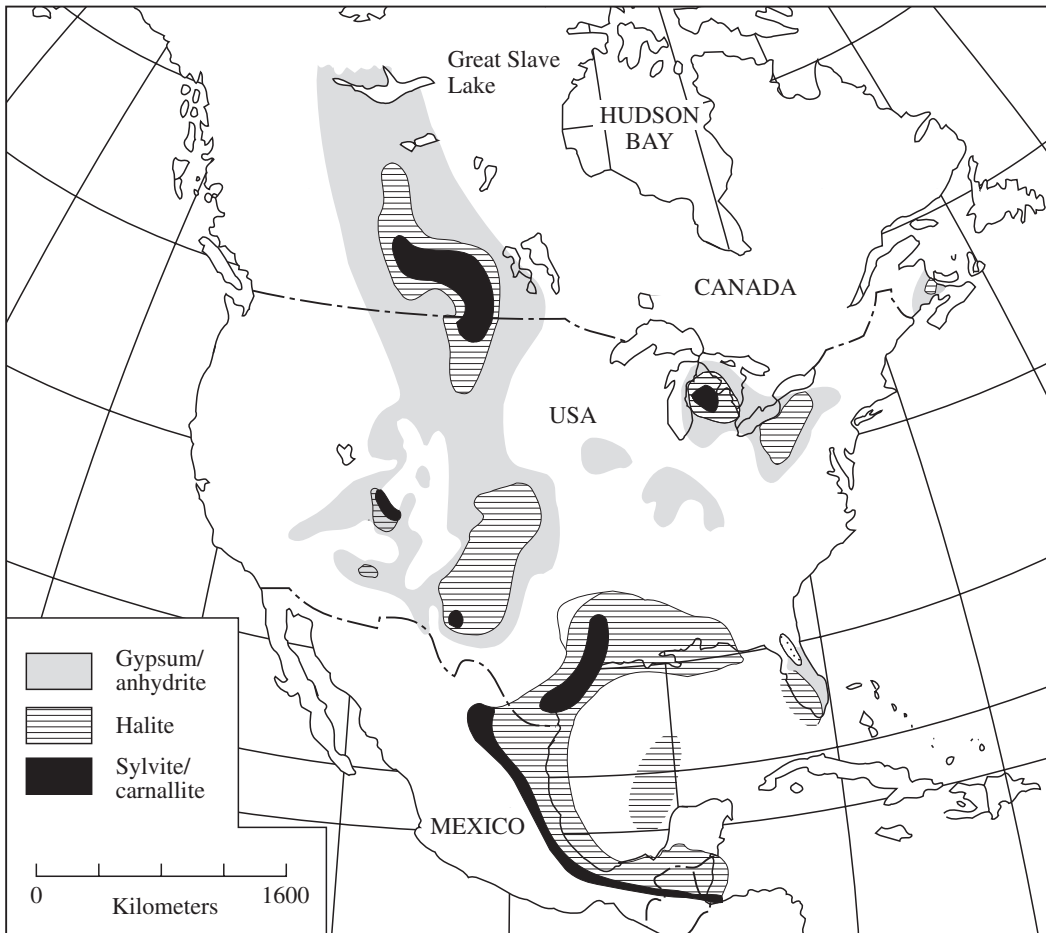 Great Slave
Lake
HUDSON
BAY
CANADA
USA
MEXICO
Gypsum/
anhydrite
Halite
Sylvite/
carnallite
0 1600
Kilometers